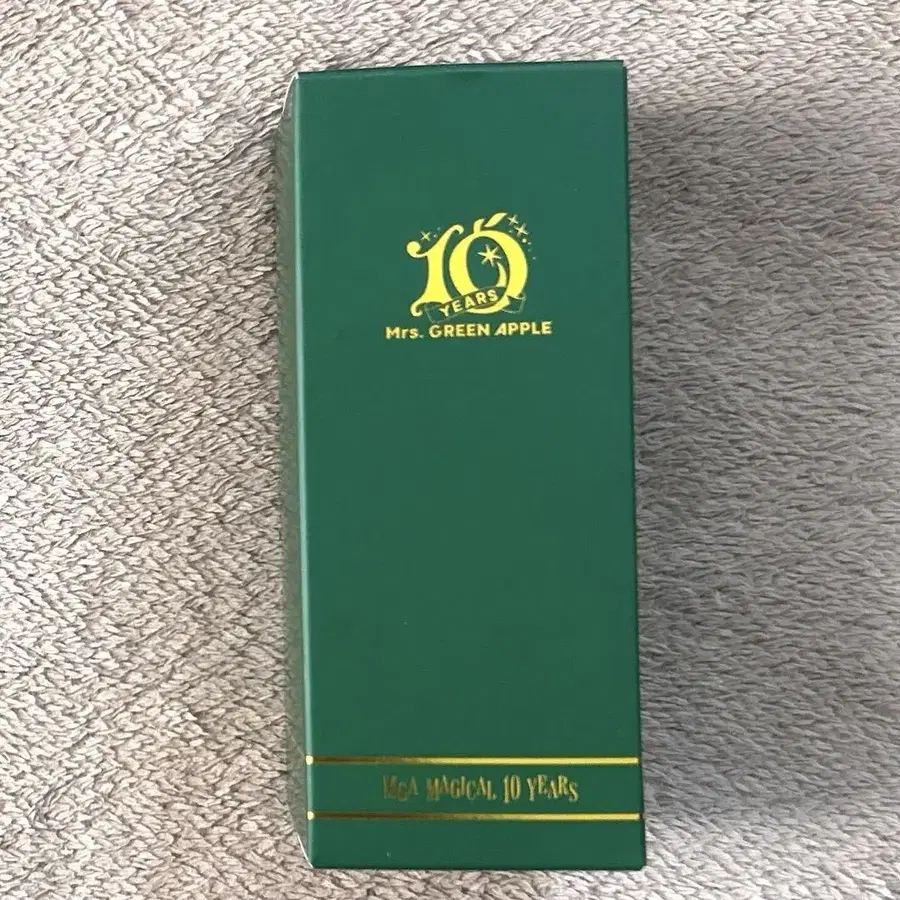 10
YEARS
Mrs. GREEN APPLE
MGA MAGICAL 10 YEARS